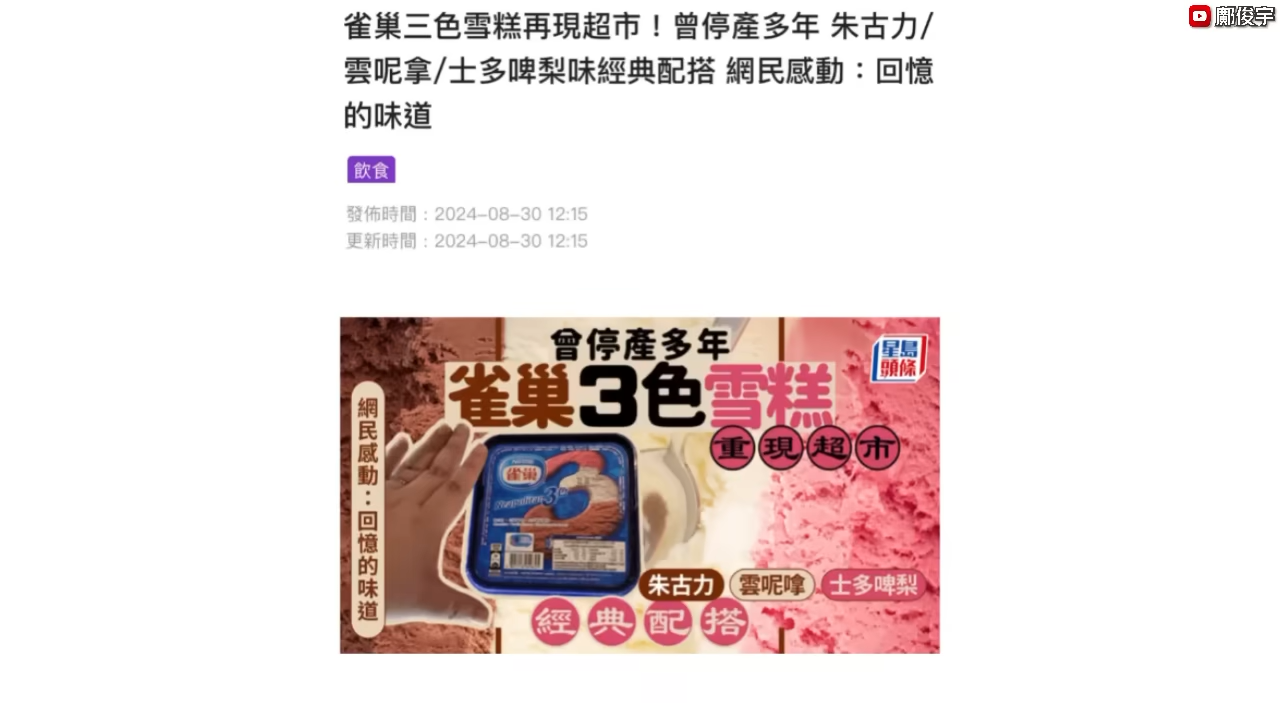 鄺俊宇
雀巢三色雪糕再現超市！曾停產多年 朱古力/
雲呢拿/士多啤梨味經典配搭 網民感動：回憶
的味道
飲食
發佈時間：2024-08-30 12:15
更新時間：2024-08-30 12:15
曾停產多年
星島
頭條
雀巢3色雪糕
重現超市
網民感動：回憶的味道
雀巢
Neapolitan 3
朱古力
雲呢拿
士多啤梨
經典配搭